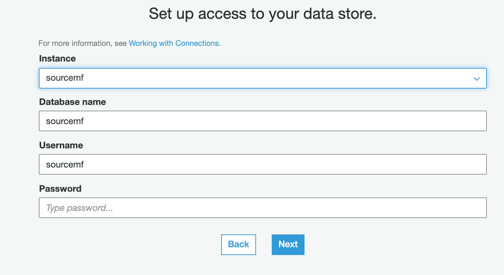 Set up access to your data store.
For more information, see Working with Connections.
Instance
sourcemf
Database name
sourcemf
Username
sourcemf
Password
Type password...
Back Next